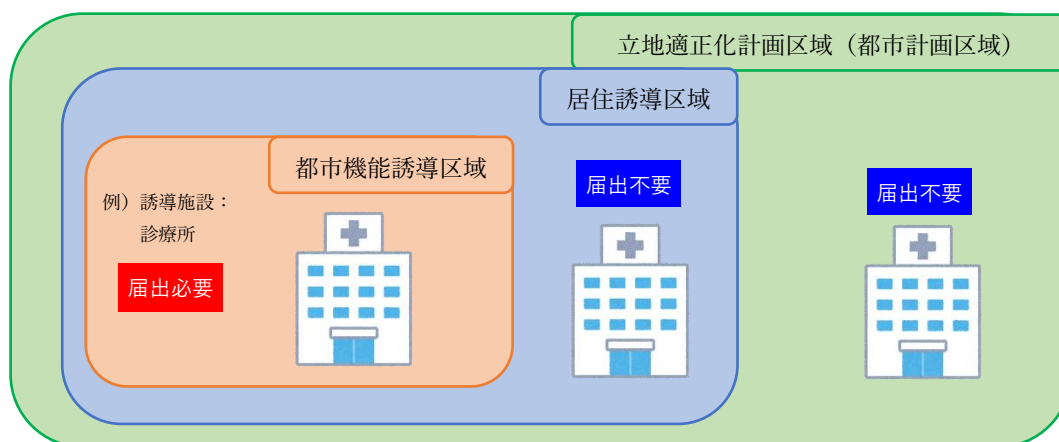 立地適正化計画区域（都市計画区域）
居住誘導区域
都市機能誘導区域
届出不要
届出不要
例）誘導施設：
診療所
届出必要